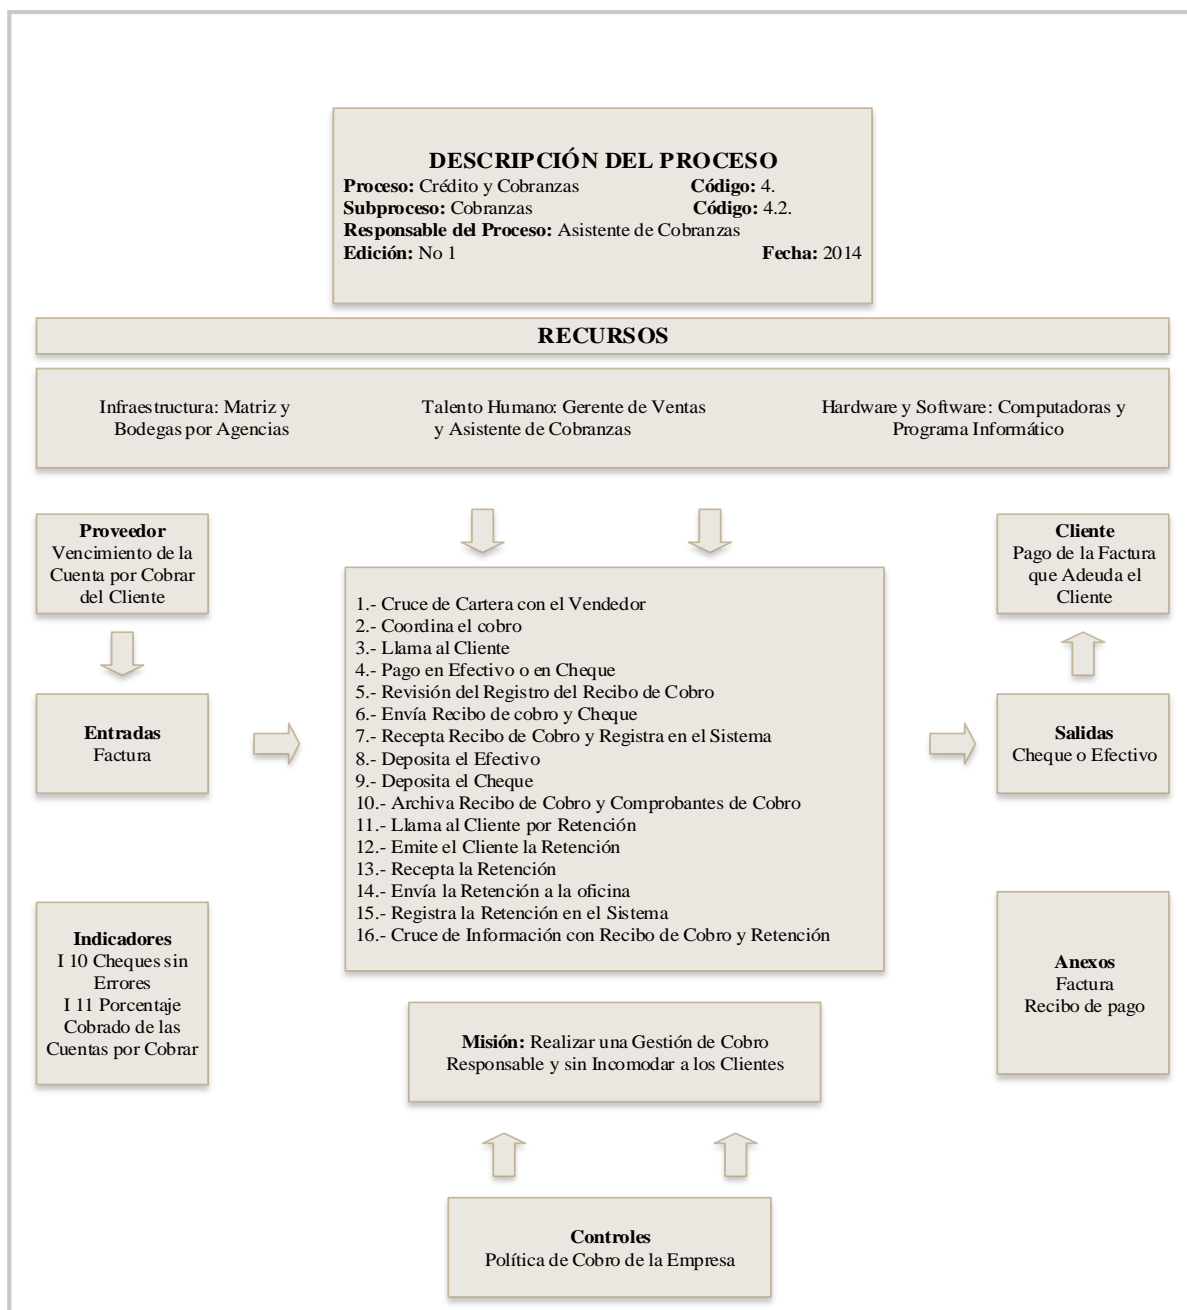 DESCRIPCIÓN DEL PROCESO
Proceso: Crédito y Cobranzas Código: 4.
Subproceso: Cobranzas Código: 4.2.
Responsable del Proceso: Asistente de Cobranzas
Edición: No 1 Fecha: 2014
RECURSOS
Infraestructura: Matriz y
Bodegas por Agencias
Talento Humano: Gerente de Ventas
y Asistente de Cobranzas
Hardware y Software: Computadoras y
Programa Informático
Proveedor
Vencimiento de la
Cuenta por Cobrar
del Cliente
Entradas
Factura
Indicadores
I 10 Cheques sin
Errores
I 11 Porcentaje
Cobrado de las
Cuentas por Cobrar
1.- Cruce de Cartera con el Vendedor
2.- Coordina el cobro
3.- Llama al Cliente
4.- Pago en Efectivo o en Cheque
5.- Revisión del Registro del Recibo de Cobro
6.- Envía Recibo de cobro y Cheque
7.- Recepta Recibo de Cobro y Registra en el Sistema
8.- Deposita el Efectivo
9.- Deposita el Cheque
10.- Archiva Recibo de Cobro y Comprobantes de Cobro
11.- Llama al Cliente por Retención
12.- Emite el Cliente la Retención
13.- Recepta la Retención
14.- Envía la Retención a la oficina
15.- Registra la Retención en el Sistema
16.- Cruce de Información con Recibo de Cobro y Retención
Cliente
Pago de la Factura
que Adeuda el
Cliente
Salidas
Cheque o Efectivo
Anexos
Factura
Recibo de pago
Misión: Realizar una Gestión de Cobro
Responsable y sin Incomodar a los Clientes
Controles
Política de Cobro de la Empresa